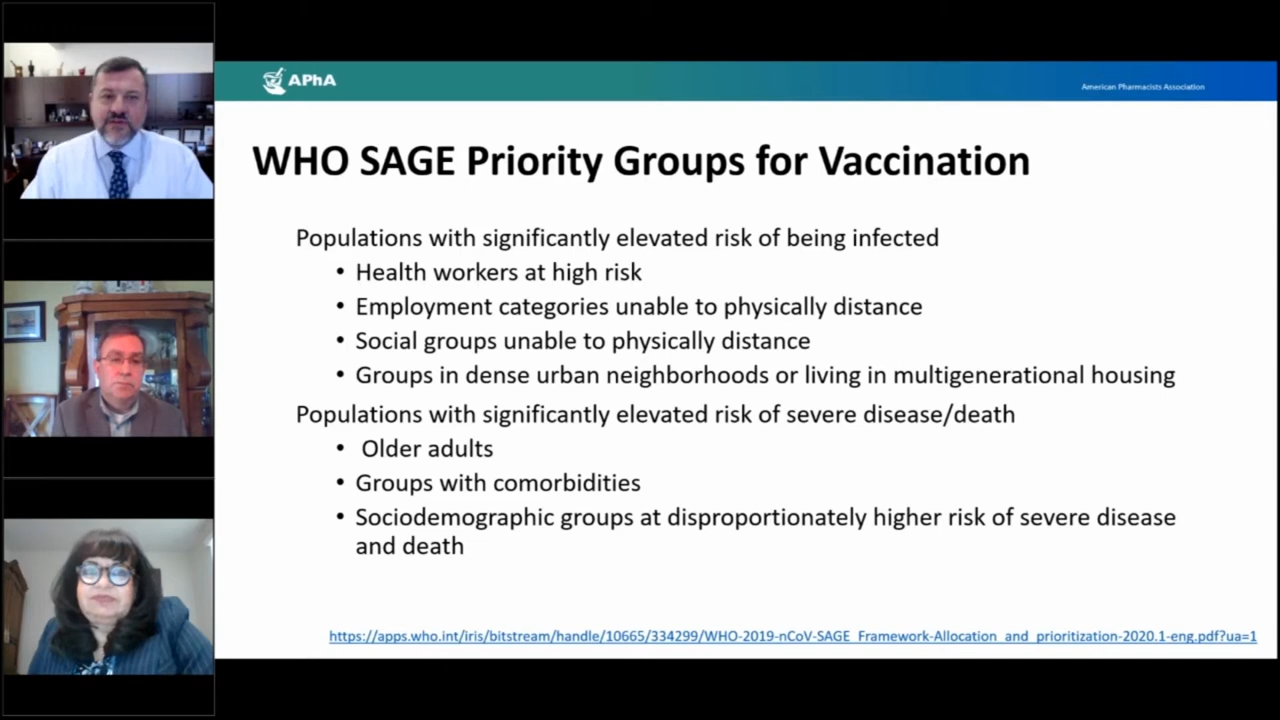 APhA
American Pharmacists Association
WHO SAGE Priority Groups for Vaccination
Populations with significantly elevated risk of being infected
• Health workers at high risk
• Employment categories unable to physically distance
• Social groups unable to physically distance
• Groups in dense urban neighborhoods or living in multigenerational housing
Populations with significantly elevated risk of severe disease/death
• Older adults
• Groups with comorbidities
• Sociodemographic groups at disproportionately higher risk of severe disease
and death
https://apps.who.int/iris/bitstream/handle/10665/334299/WHO-2019-nCoV-SAGE_Framework-Allocation_and_prioritization-2020.1-eng.pdf?ua=1